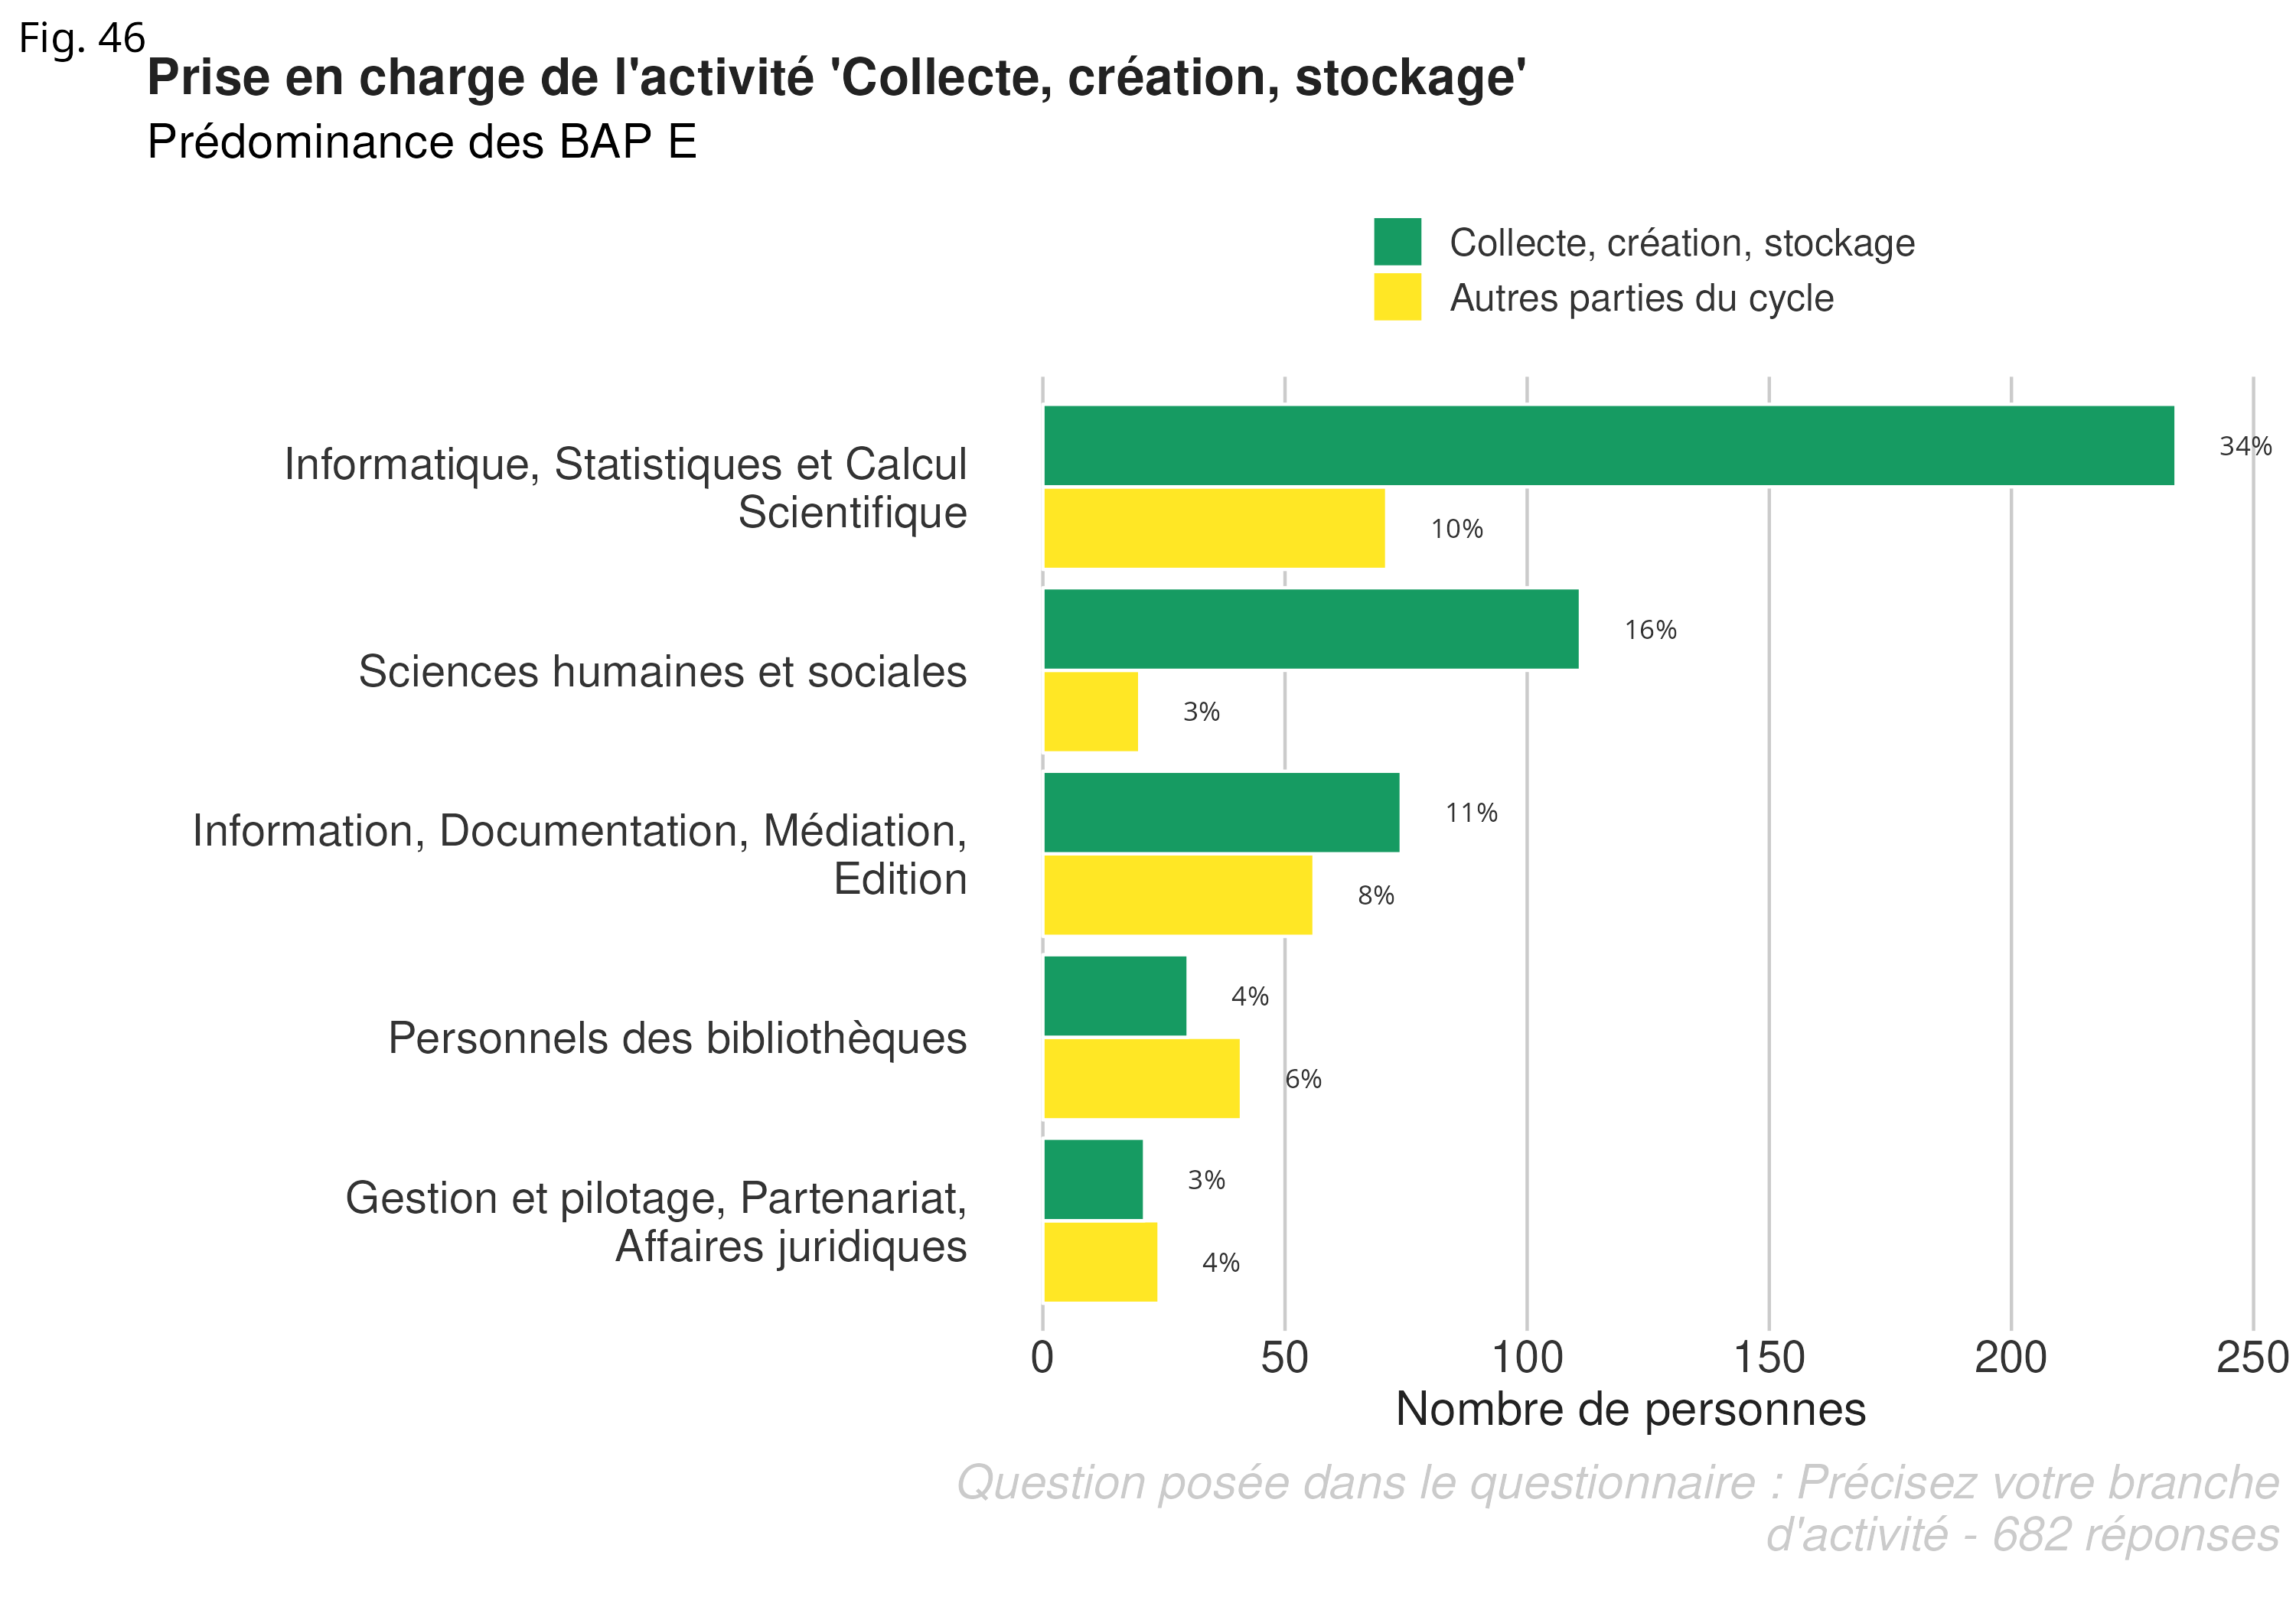 Fig. 46
Prise en charge de l'activité 'Collecte, création, stockage'
Prédominance des BAP E
Collecte, création, stockage
Autres parties du cycle
Informatique, Statistiques et Calcul
Scientifique
34%
10%
Sciences humaines et sociales
16%
3%
Information, Documentation, Médiation,
Edition
11%
8%
Personnels des bibliothèques
4%
6%
Gestion et pilotage, Partenariat,
Affaires juridiques
3%
4%
0 50 100 150 200 250
Nombre de personnes
Question posée dans le questionnaire : Précisez votre branche
d'activité - 682 réponses